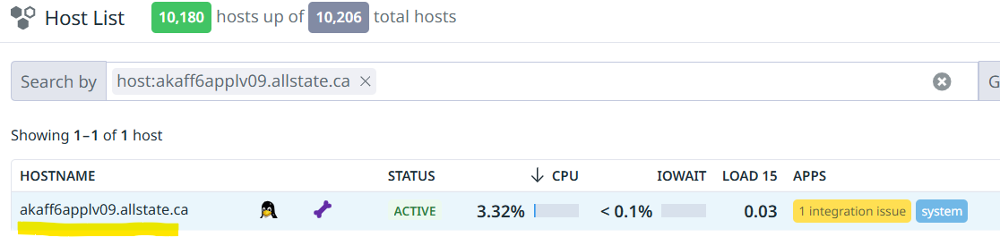 Host List 10,180 hosts up of 10,206 total hosts
Search by host:akaff6applv09.allstate.ca × G
Showing 1–1 of 1 host
HOSTNAME STATUS CPU IOWAIT LOAD 15 APPS
akaff6applv09.allstate.ca ACTIVE 3.32% < 0.1% 0.03 1 integration issue system